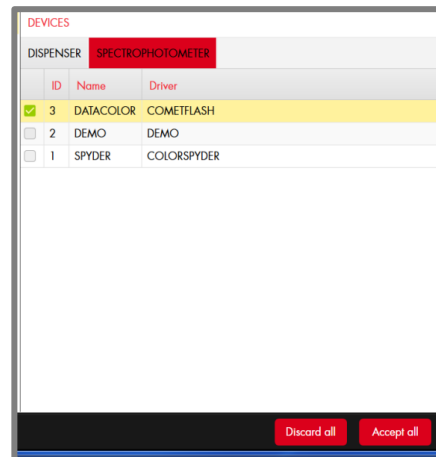 DEVICES
DISPENSER SPECTROPHOTOMETER
ID Name Driver
3 DATACOLOR COMETFLASH
2 DEMO DEMO
1 SPYDER COLORSPYDER
Discard all Accept all